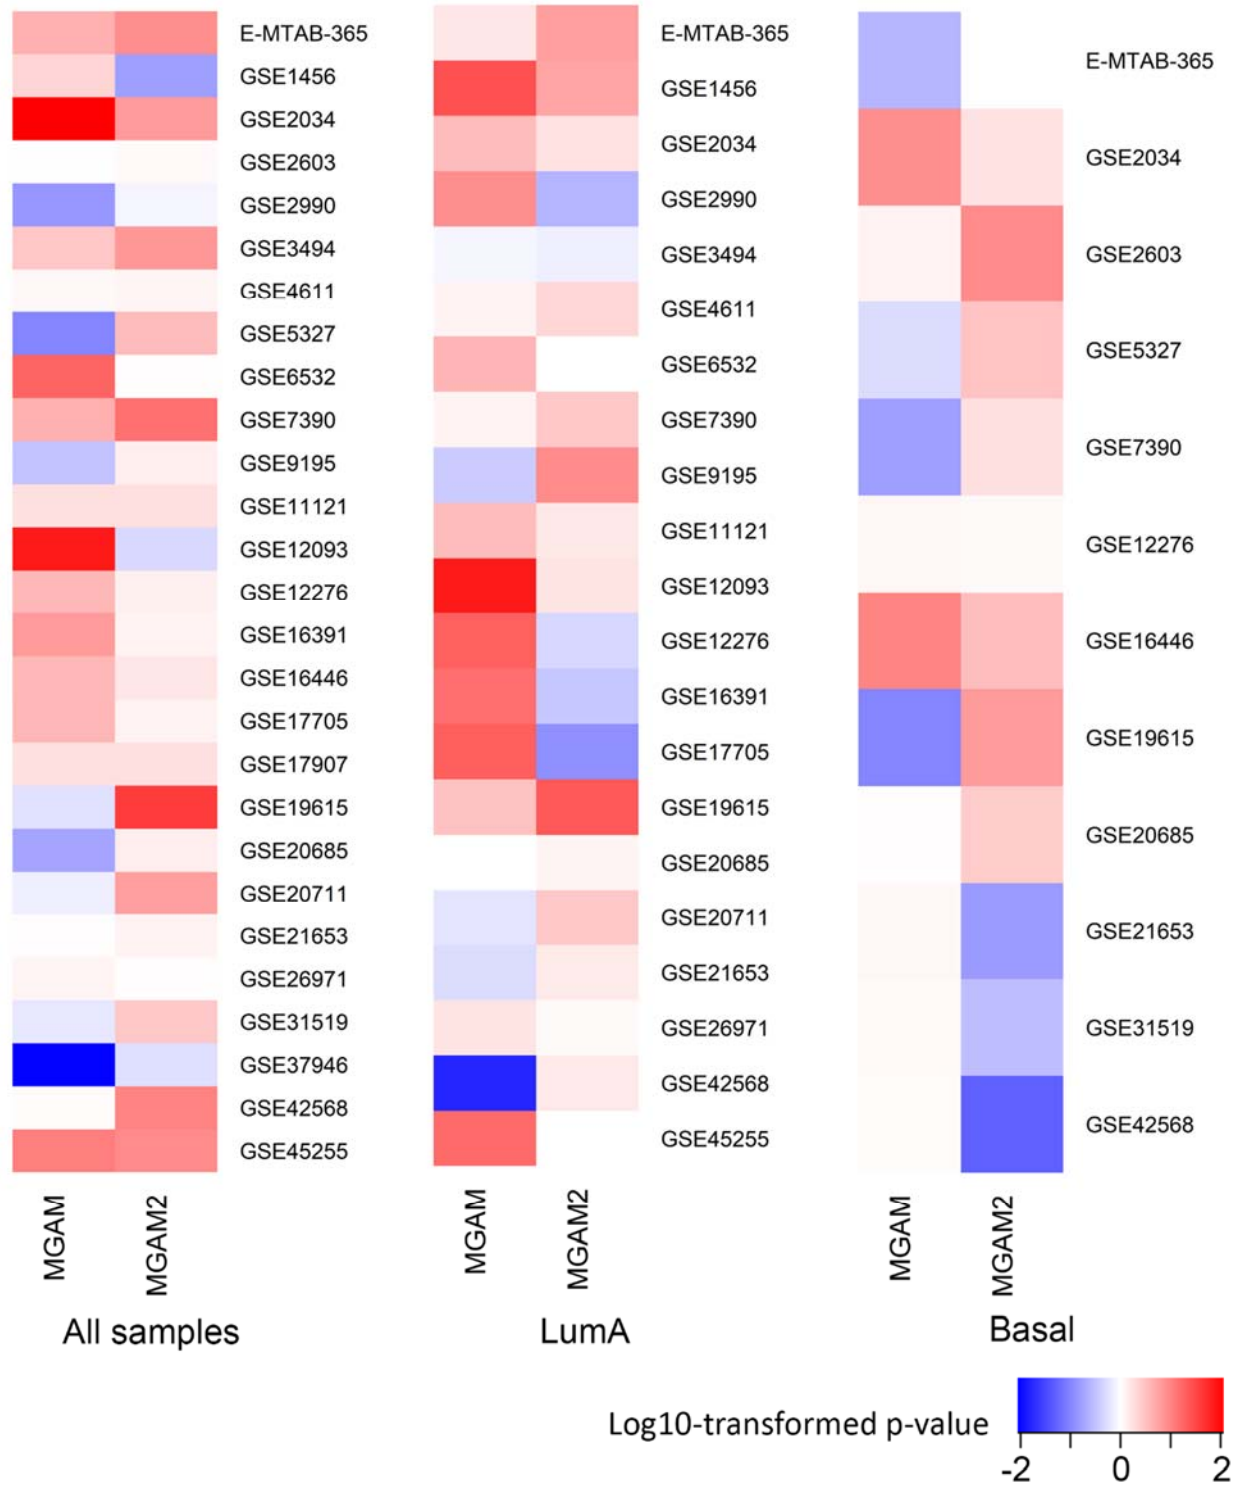 E-MTAB-365
GSE1456
GSE2034
GSE2603
GSE2990
GSE3494
GSE4611
GSE5327
GSE6532
GSE7390
GSE9195
GSE11121
GSE12093
GSE12276
GSE16391
GSE16446
GSE17705
GSE17907
GSE19615
GSE20685
GSE20711
GSE21653
GSE26971
GSE31519
GSE37946
GSE42568
GSE45255
MGAM
MGAM2
All samples
E-MTAB-365
GSE1456
GSE2034
GSE2990
GSE3494
GSE4611
GSE6532
GSE7390
GSE9195
GSE11121
GSE12093
GSE12276
GSE16391
GSE17705
GSE19615
GSE20685
GSE20711
GSE21653
GSE26971
GSE42568
GSE45255
MGAM
MGAM2
LumA
E-MTAB-365
GSE2034
GSE2603
GSE5327
GSE7390
GSE12276
GSE16446
GSE19615
GSE20685
GSE21653
GSE31519
GSE42568
MGAM
MGAM2
Basal
Log10-transformed p-value
-2 0 2